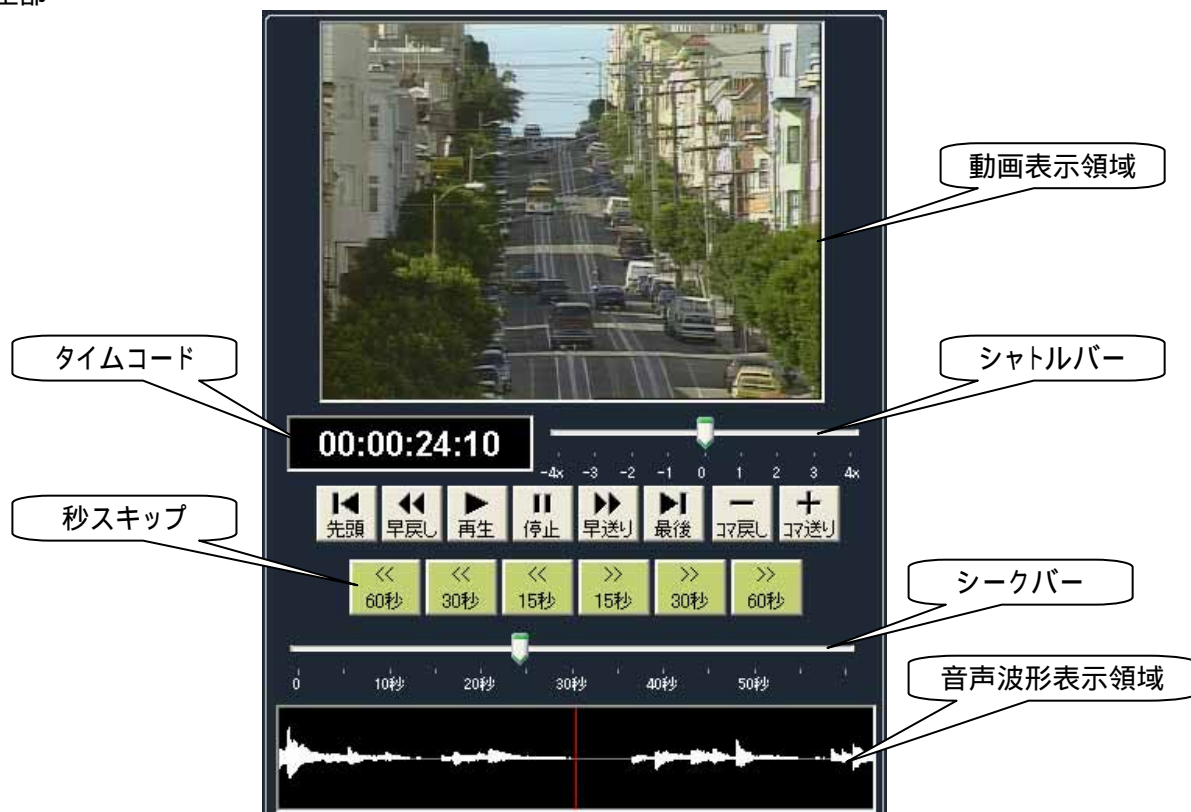 動画表示領域
タイムコード
シャトルバー
00:00:24:10
-4x -3 -2 -1 0 1 2 3 4x
秒スキップ
先頭 早戻し 再生 停止 早送り 最後 コマ戻し コマ送り
<< << << >> >> >>
60秒 30秒 15秒 15秒 30秒 60秒
シークバー
0 10秒 20秒 30秒 40秒 50秒
音声波形表示領域